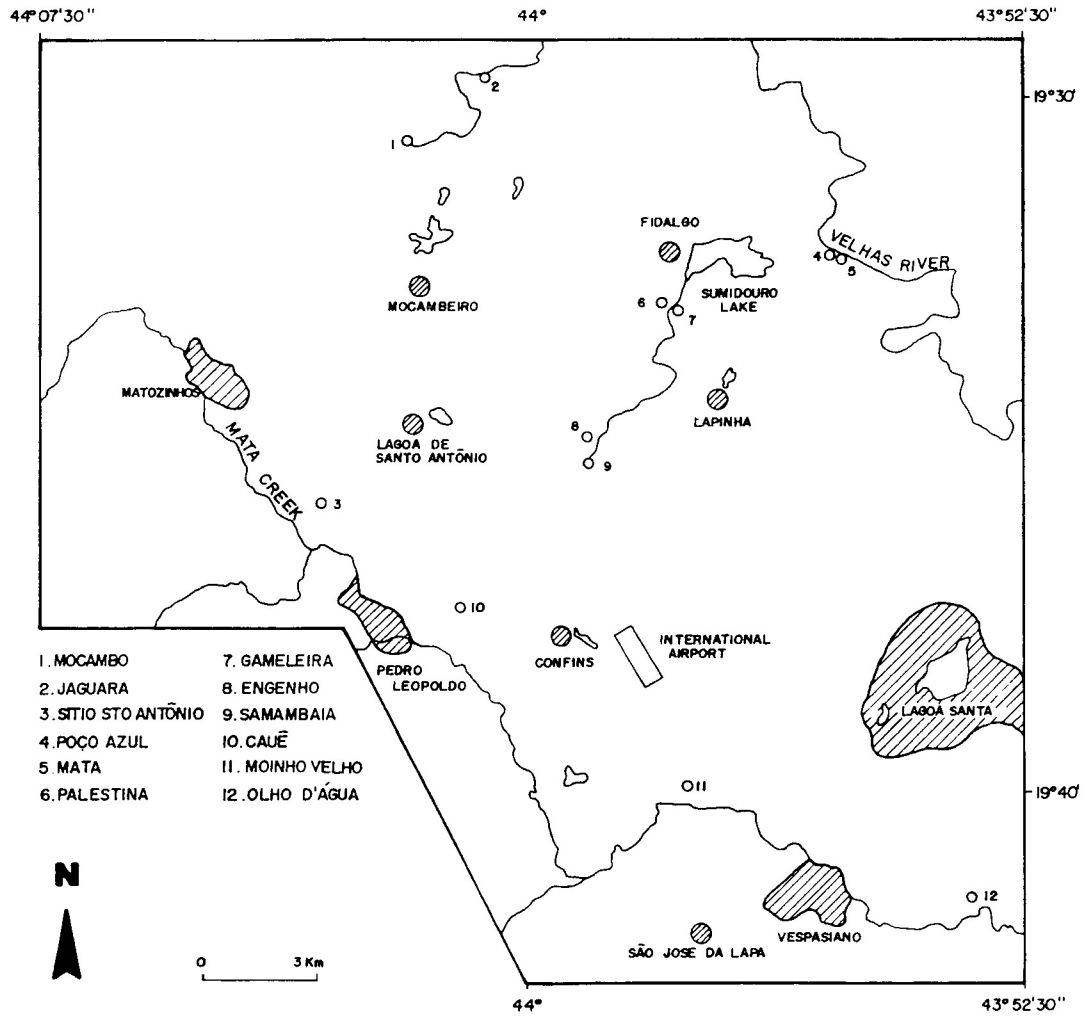 44°07'30" 44° 43°52'30"
2
19°30'
1
FIDALGO
VELHAS RIVER
4 5
MOCAMBEIRO
6
SUMIDOURO
LAKE
7
MATOZINHOS
LAPINHA
LAGOA DE
SANTO ANTÔNIO
8
9
MATA CREEK
3
10
CONFINS
INTERNATIONAL
AIRPORT
PEDRO
LEOPOLDO
LAGOA SANTA
1. MOCAMBO
2. JAGUARA
3. SÍTIO STO ANTÔNIO
4. POÇO AZUL
5. MATA
6. PALESTINA
7. GAMELEIRA
8. ENGENHO
9. SAMAMBAIA
10. CAUÊ
11. MOINHO VELHO
12. OLHO D'ÁGUA
11
19°40'
N
0 3 Km
12
VESPASIANO
SÃO JOSE DA LAPA
44° 43°52'30"